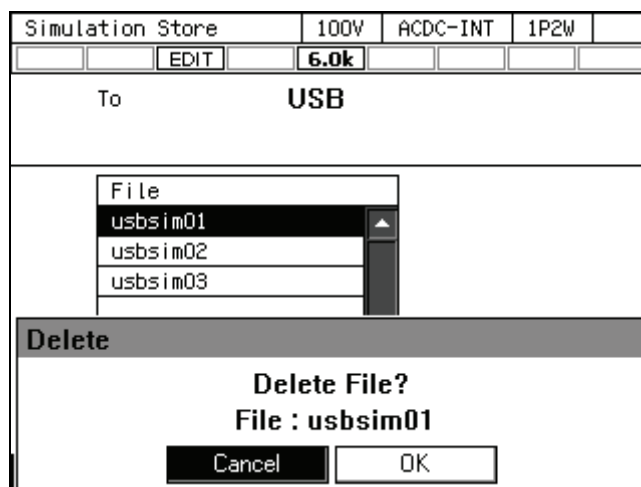 Simulation Store 100V ACDC-INT 1P2W
EDIT 6.0k
To USB
File
usbsim01
usbsim02
usbsim03
Delete
Delete File?
File : usbsim01
Cancel OK